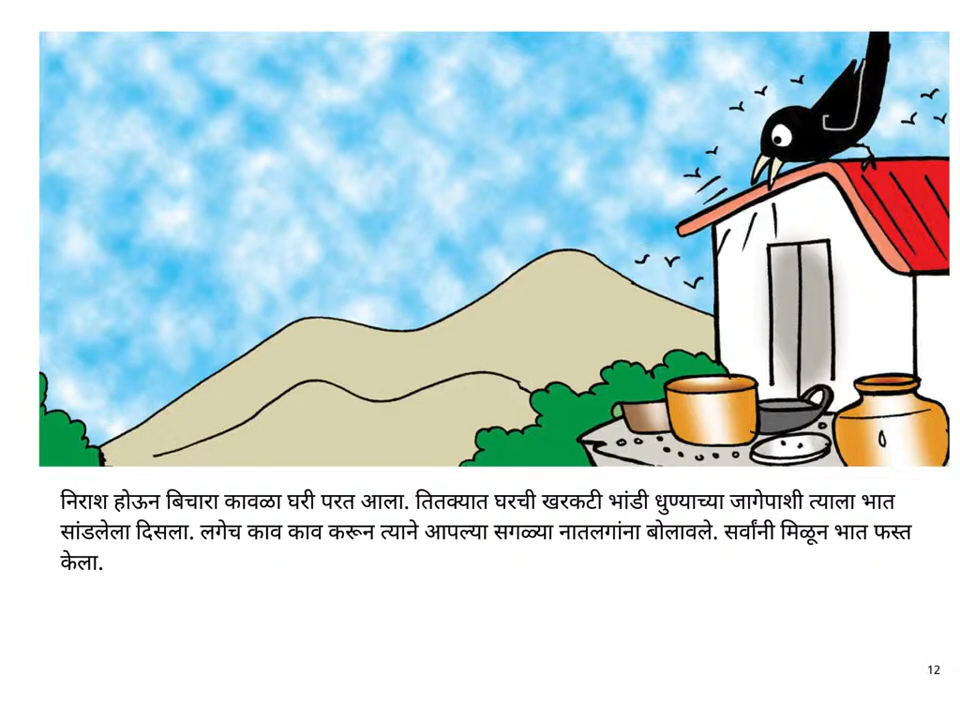 निराश होऊन बिचारा कावळा घरी परत आला. तितक्यात घरची खरकटी भांडी धुण्याच्या जागेपाशी त्याला भात
सांडलेला दिसला. लगेच काव काव करून त्याने आपल्या सगळ्या नातलगांना बोलावले. सर्वांनी मिळून भात फस्त
केला.
12